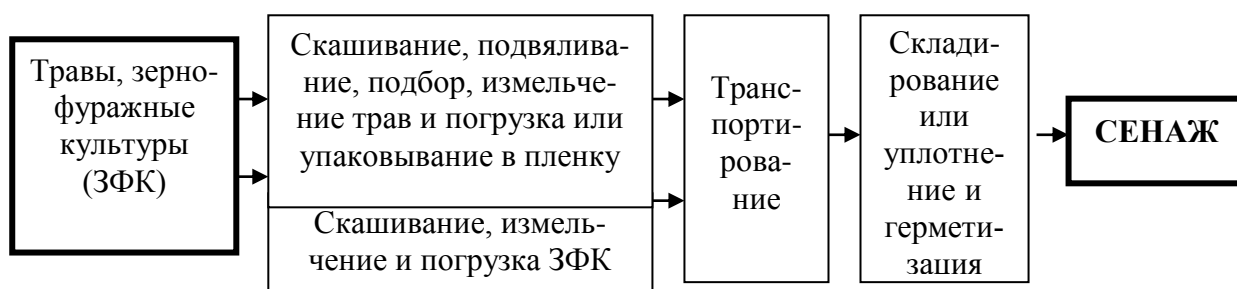 Травы, зерно-
фуражные
культуры
(ЗФК)
Скашивание, подвялива-
ние, подбор, измельче-
ние трав и погрузка или
упаковывание в пленку
Скашивание, измель-
чение и погрузка ЗФК
Транс-
порти-
рова-
ние
Склади-
рование
или
уплотне-
ние и
гермети-
зация
СЕНАЖ